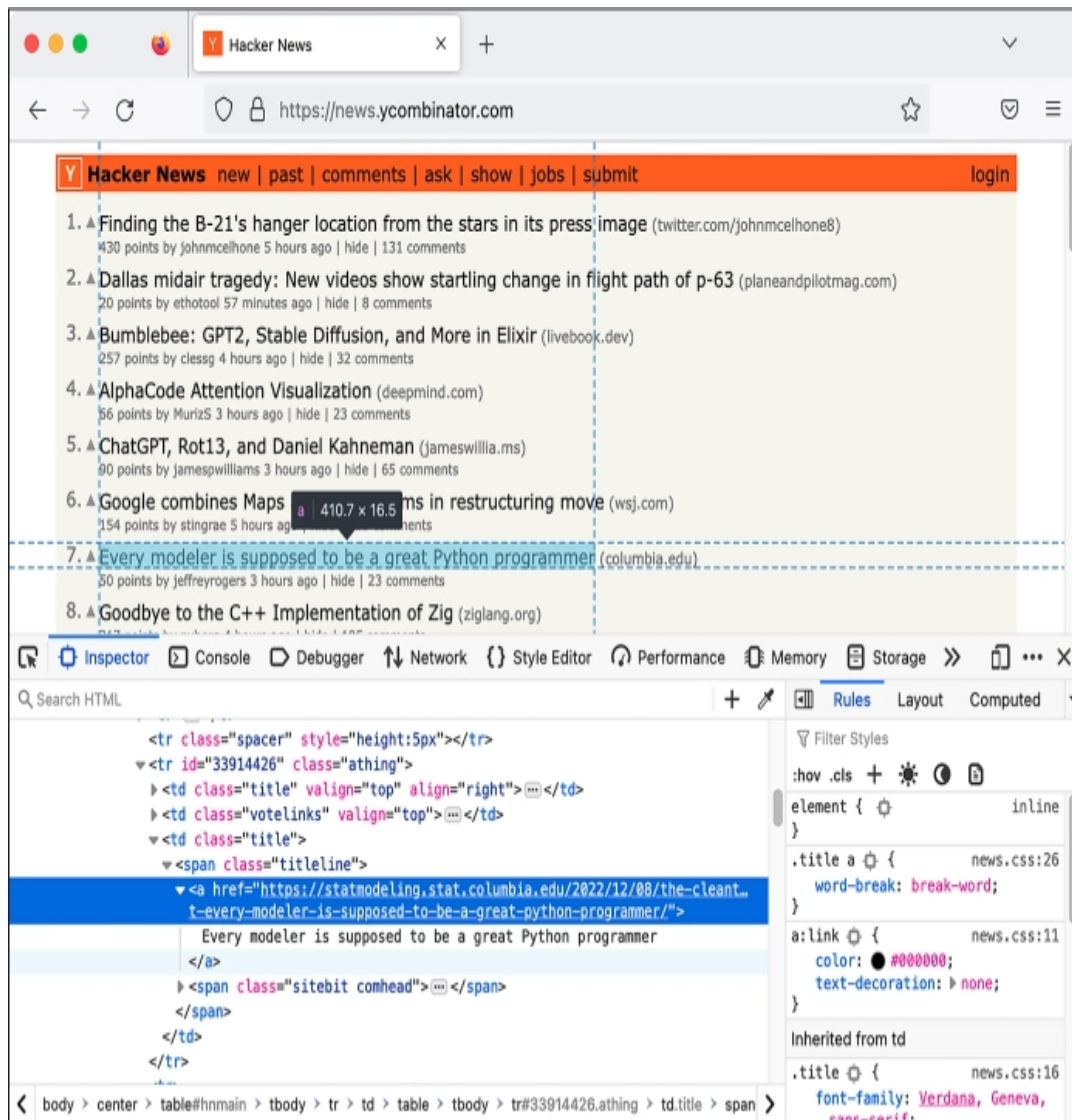 Y Hacker News
https://news.ycombinator.com
Y Hacker News new | past | comments | ask | show | jobs | submit login
1. Finding the B-21's hanger location from the stars in its press image (twitter.com/johnmcelhone8)
430 points by johnmcelhone 5 hours ago | hide | 131 comments
2. Dallas midair tragedy: New videos show startling change in flight path of p-63 (planeandpilotmag.com)
20 points by ethotool 57 minutes ago | hide | 8 comments
3. Bumblebee: GPT2, Stable Diffusion, and More in Elixir (livebook.dev)
257 points by clessg 4 hours ago | hide | 32 comments
4. AlphaCode Attention Visualization (deepmind.com)
56 points by MurizS 3 hours ago | hide | 23 comments
5. ChatGPT, Rot13, and Daniel Kahneman (jameswillia.ms)
90 points by jamespwilliams 3 hours ago | hide | 65 comments
6. Google combines Maps ms in restructuring move (wsj.com)
a 410.7 × 16.5
154 points by stingrae 5 hours ag
7. Every modeler is supposed to be a great Python programmer (columbia.edu)
50 points by jeffreyrogers 3 hours ago | hide | 23 comments
8. Goodbye to the C++ Implementation of Zig (ziglang.org)
Inspector Console Debugger Network {} Style Editor Performance Memory Storage
Search HTML
Rules Layout Computed
<tr class="spacer" style="height:5px"></tr>
<tr id="33914426" class="athing">
<td class="title" valign="top" align="right"></td>
<td class="votelinks" valign="top"></td>
<td class="title">
<span class="titleline">
<a href="https://statmodeling.stat.columbia.edu/2022/12/08/the-cleant…
t-every-modeler-is-supposed-to-be-a-great-python-programmer/">
Every modeler is supposed to be a great Python programmer
</a>
<span class="sitebit comhead"></span>
</span>
</td>
</tr>
Filter Styles
:hov .cls
element { inline
}
.title a { news.css:26
word-break: break-word;
}
a:link { news.css:11
color: #000000;
text-decoration: none;
}
Inherited from td
.title { news.css:16
font-family: Verdana, Geneva,
sans-serif;
body > center > table#hnmain > tbody > tr > td > table > tbody > tr#33914426.athing > td.title > span